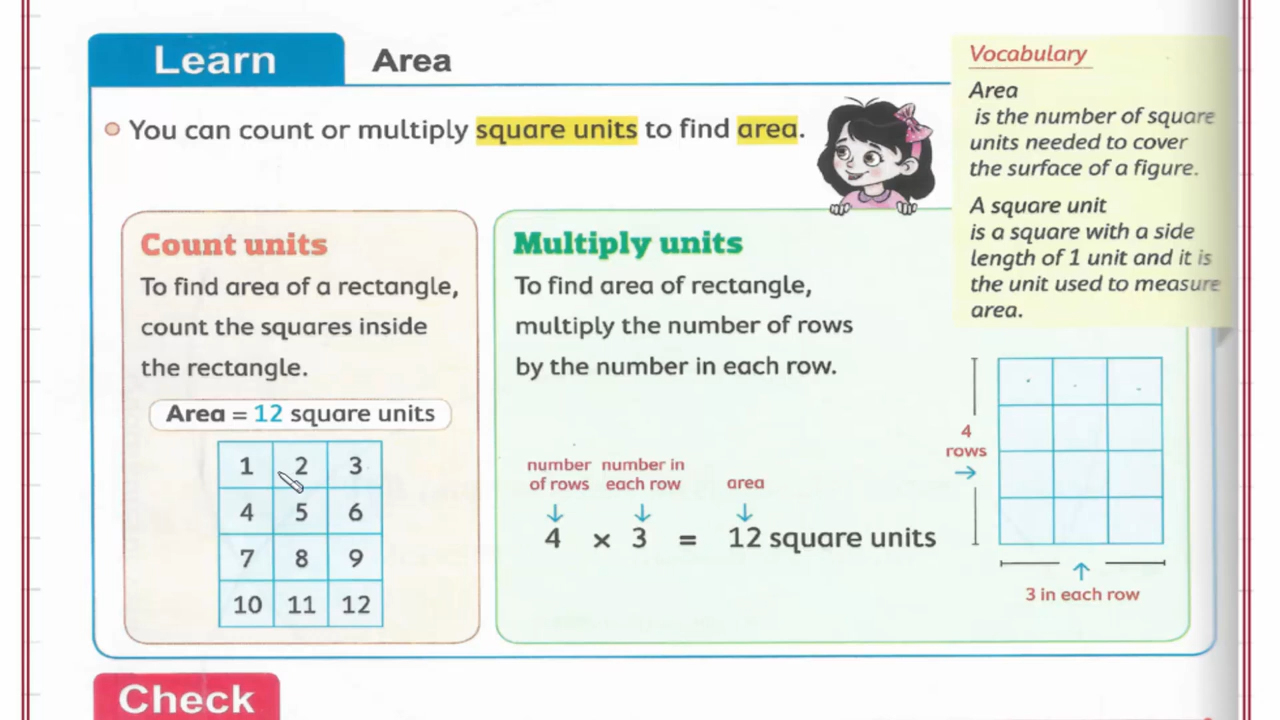 Learn
Area
You can count or multiply square units to find area.
Vocabulary
Area
is the number of square
units needed to cover
the surface of a figure.
A square unit
is a square with a side
length of 1 unit and it is
the unit used to measure
area.
Count units
To find area of a rectangle,
count the squares inside
the rectangle.
Area = 12 square units
1 2 3
4 5 6
7 8 9
10 11 12
Multiply units
To find area of rectangle,
multiply the number of rows
by the number in each row.
number of rows
number in each row
area
4 × 3 = 12 square units
4
rows
3 in each row
Check